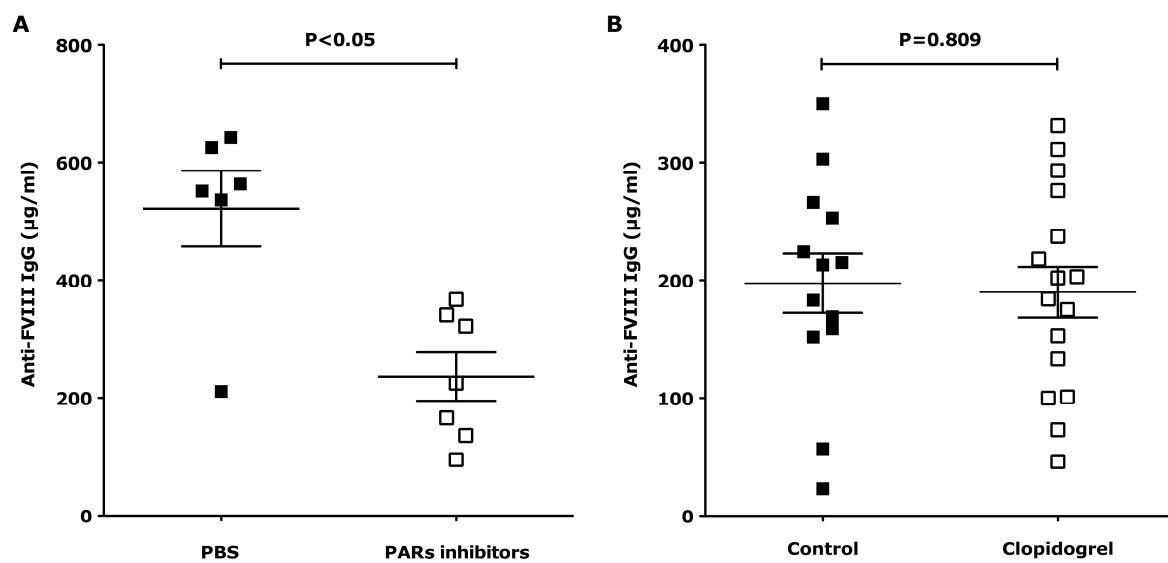 A
P<0.05
800
600
400
200
0
Anti-FVIII IgG (µg/ml)
PBS
PARs inhibitors
B
P=0.809
400
300
200
100
0
Anti-FVIII IgG (µg/ml)
Control
Clopidogrel